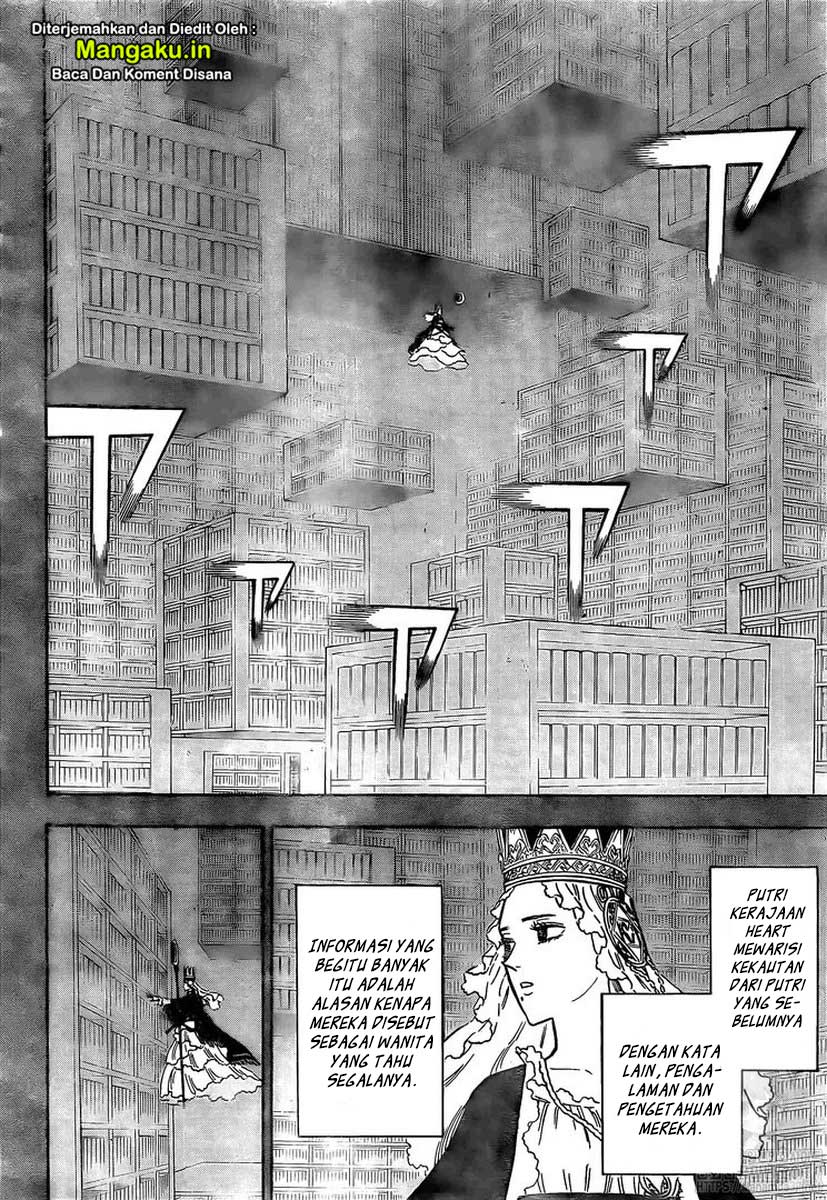 Diterjemahkan dan Diedit Oleh :
Mangaku.in
Baca Dan Koment Disana
PUTRI
KERAJAAN
HEART
MEWARISI
KEKAUTAN
DARI PUTRI
YANG SE-
BELUMNYA
DENGAN KATA
LAIN, PENGA-
LAMAN DAN
PENGETAHUAN
MEREKA.
INFORMASI YANG
BEGITU BANYAK
ITU ADALAH
ALASAN KENAPA
MEREKA DISEBUT
SEBAGAI WANITA
YANG TAHU
SEGALANYA.